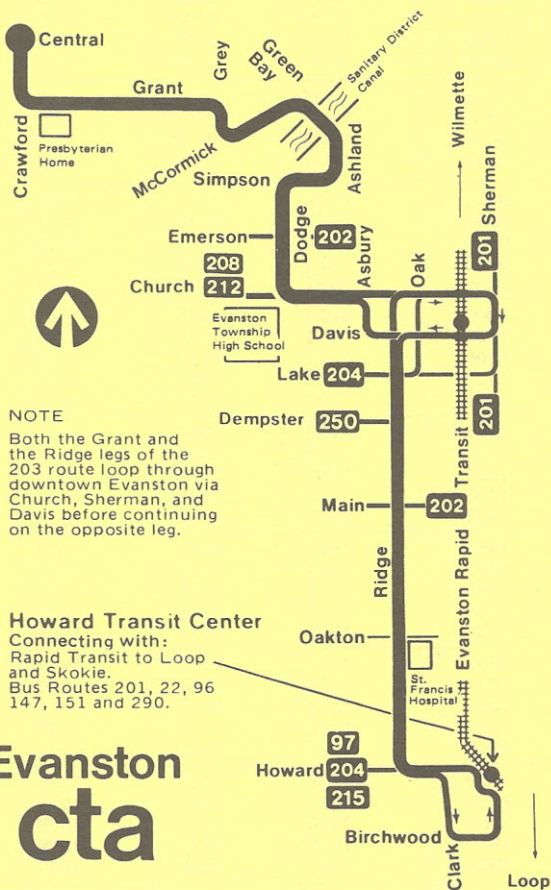 Central
Grant
Grey
Green
Bay
Sanitary District
Canal
Crawford
Presbyterian
Home
McCormick
Simpson
Ashland
Wilmette
Sherman
201
Emerson
Dodge
202
Asbury
Oak
208
Church 212
Evanston
Township
High School
Davis
Lake 204
201
Dempster 250
NOTE
Both the Grant and
the Ridge legs of the
203 route loop through
downtown Evanston via
Church, Sherman, and
Davis before continuing
on the opposite leg.
Main 202
Ridge
Evanston Rapid Transit
Howard Transit Center
Connecting with:
Rapid Transit to Loop
and Skokie.
Bus Routes 201, 22, 96
147, 151 and 290.
Oakton
St.
Francis
Hospital
97
Howard 204
215
Birchwood
Clark
Loop
Evanston
cta